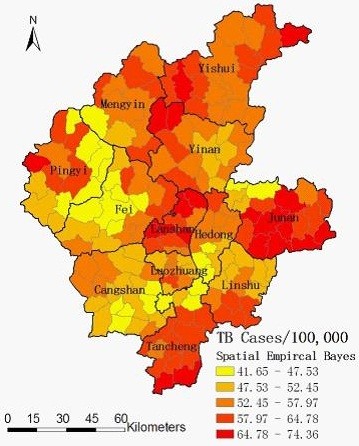 N
Yishui
Mengyin
Yinan
Pingyi
Fei
Junan
Lanshan
Hedong
Luozhuang
Cangshan
Linshu
Tancheng
TB Cases/100,000
Spatial Empircal Bayes
41.65 - 47.53
47.53 - 52.45
52.45 - 57.97
57.97 - 64.78
64.78 - 74.36
0 15 30 45 60
Kilometers